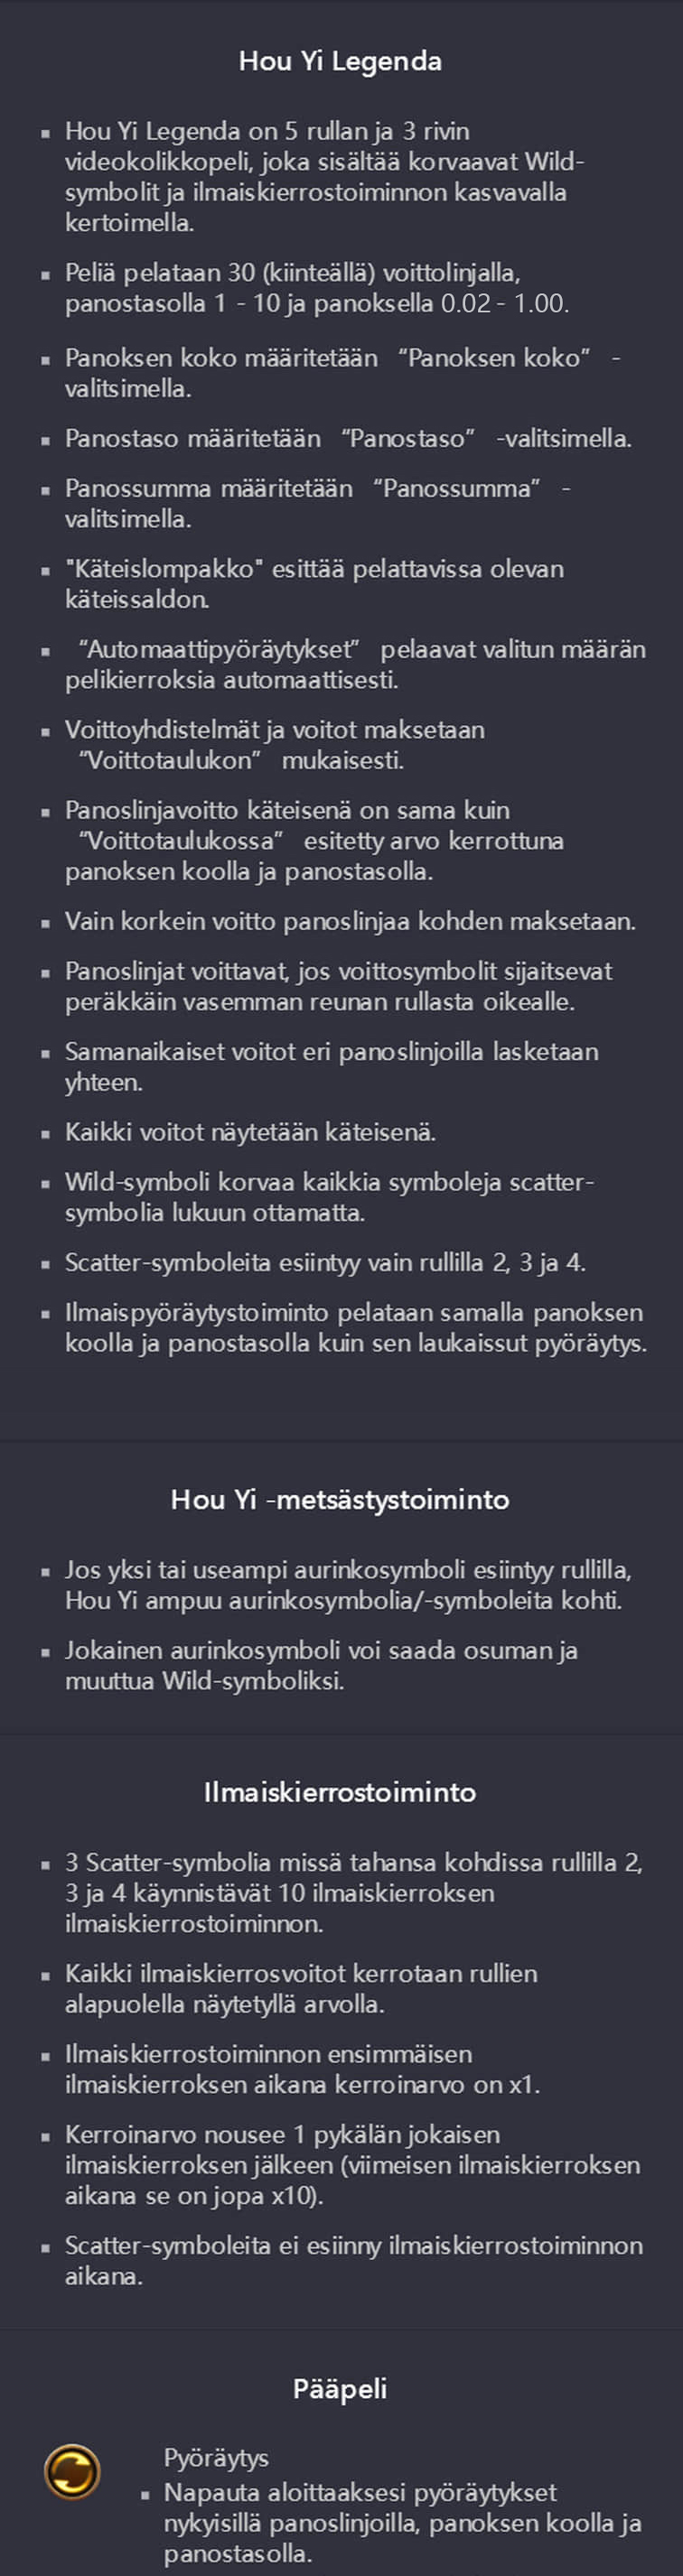 Hou Yi Legenda
▪ Hou Yi Legenda on 5 rullan ja 3 rivin
videokolikkopeli, joka sisältää korvaavat Wild-
symbolit ja ilmaiskierrostoiminnon kasvavalla
kertoimella.
▪ Peliä pelataan 30 (kiinteällä) voittolinjalla,
panostasolla 1 - 10 ja panoksella 0.02 - 1.00.
▪ Panoksen koko määritetään “Panoksen koko” -
valitsimella.
▪ Panostaso määritetään “Panostaso” -valitsimella.
▪ Panossumma määritetään “Panossumma” -
valitsimella.
▪ "Käteislompakko" esittää pelattavissa olevan
käteissaldon.
▪ “Automaattipyöräytykset” pelaavat valitun määrän
pelikierroksia automaattisesti.
▪ Voittoyhdistelmät ja voitot maksetaan
“Voittotaulukon” mukaisesti.
▪ Panoslinjavoitto käteisenä on sama kuin
“Voittotaulukossa” esitetty arvo kerrottuna
panoksen koolla ja panostasolla.
▪ Vain korkein voitto panoslinjaa kohden maksetaan.
▪ Panoslinjat voittavat, jos voittosymbolit sijaitsevat
peräkkäin vasemman reunan rullasta oikealle.
▪ Samanaikaiset voitot eri panoslinjoilla lasketaan
yhteen.
▪ Kaikki voitot näytetään käteisenä.
▪ Wild-symboli korvaa kaikkia symboleja scatter-
symbolia lukuun ottamatta.
▪ Scatter-symboleita esiintyy vain rullilla 2, 3 ja 4.
▪ Ilmaispyöräytystoiminto pelataan samalla panoksen
koolla ja panostasolla kuin sen laukaissut pyöräytys.
Hou Yi -metsästystoiminto
▪ Jos yksi tai useampi aurinkosymboli esiintyy rullilla,
Hou Yi ampuu aurinkosymbolia/-symboleita kohti.
▪ Jokainen aurinkosymboli voi saada osuman ja
muuttua Wild-symboliksi.
Ilmaiskierrostoiminto
▪ 3 Scatter-symbolia missä tahansa kohdissa rullilla 2,
3 ja 4 käynnistävät 10 ilmaiskierroksen
ilmaiskierrostoiminnon.
▪ Kaikki ilmaiskierrosvoitot kerrotaan rullien
alapuolella näytetyllä arvolla.
▪ Ilmaiskierrostoiminnon ensimmäisen
ilmaiskierroksen aikana kerroinarvo on x1.
▪ Kerroinarvo nousee 1 pykälän jokaisen
ilmaiskierroksen jälkeen (viimeisen ilmaiskierroksen
aikana se on jopa x10).
▪ Scatter-symboleita ei esiinny ilmaiskierrostoiminnon
aikana.
Pääpeli
Pyöräytys
▪ Napauta aloittaaksesi pyöräytykset
nykyisillä panoslinjoilla, panoksen koolla ja
panostasolla.